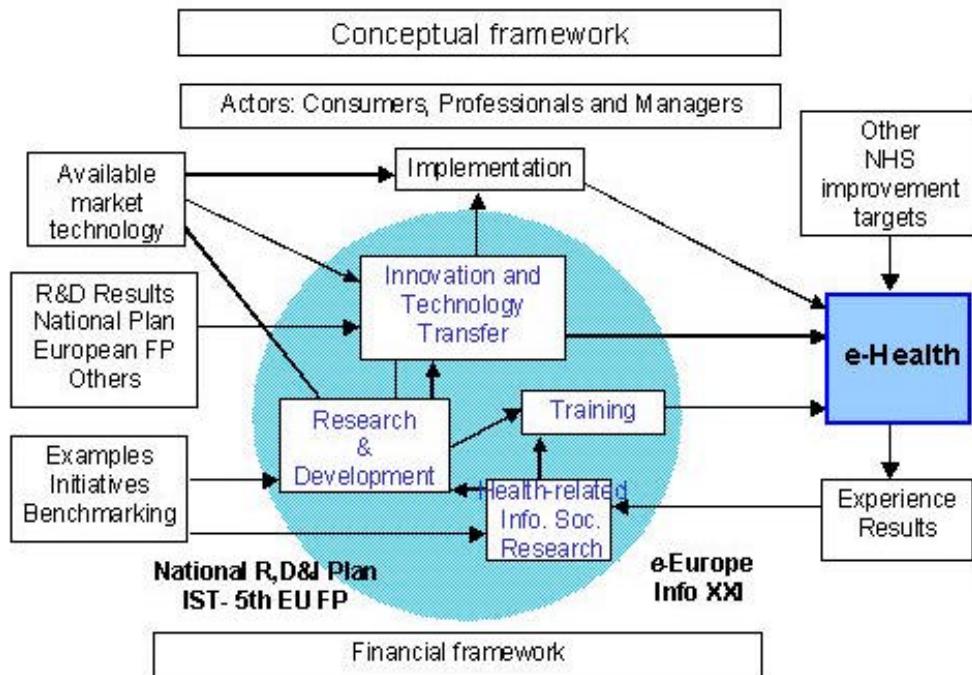 Conceptual framework
Actors: Consumers, Professionals and Managers
Other
NHS
improvement
targets
Available
market
technology
Implementation
Innovation and
Technology
Transfer
R&D Results
National Plan
European FP
Others
e-Health
Research
&
Development
Training
Examples
Initiatives
Benchmarking
Health-related
Info. Soc.
Research
Experience
Results
National R,D&I Plan
IST- 5th EU FP
e-Europe
Info XXI
Financial framework